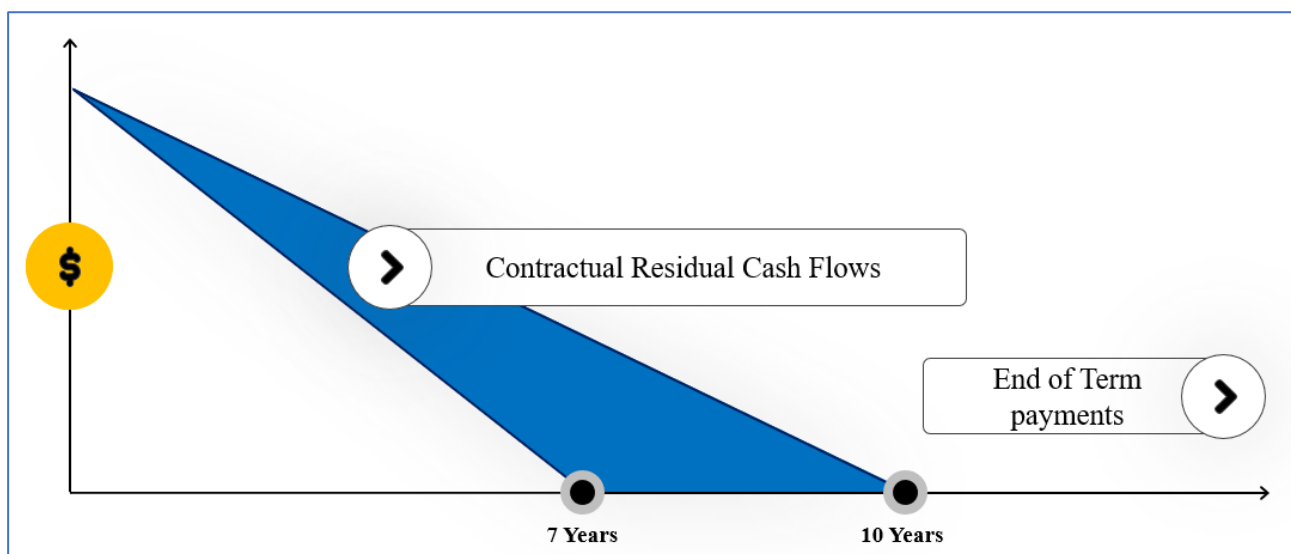 $
Contractual Residual Cash Flows
End of Term
payments
7 Years
10 Years